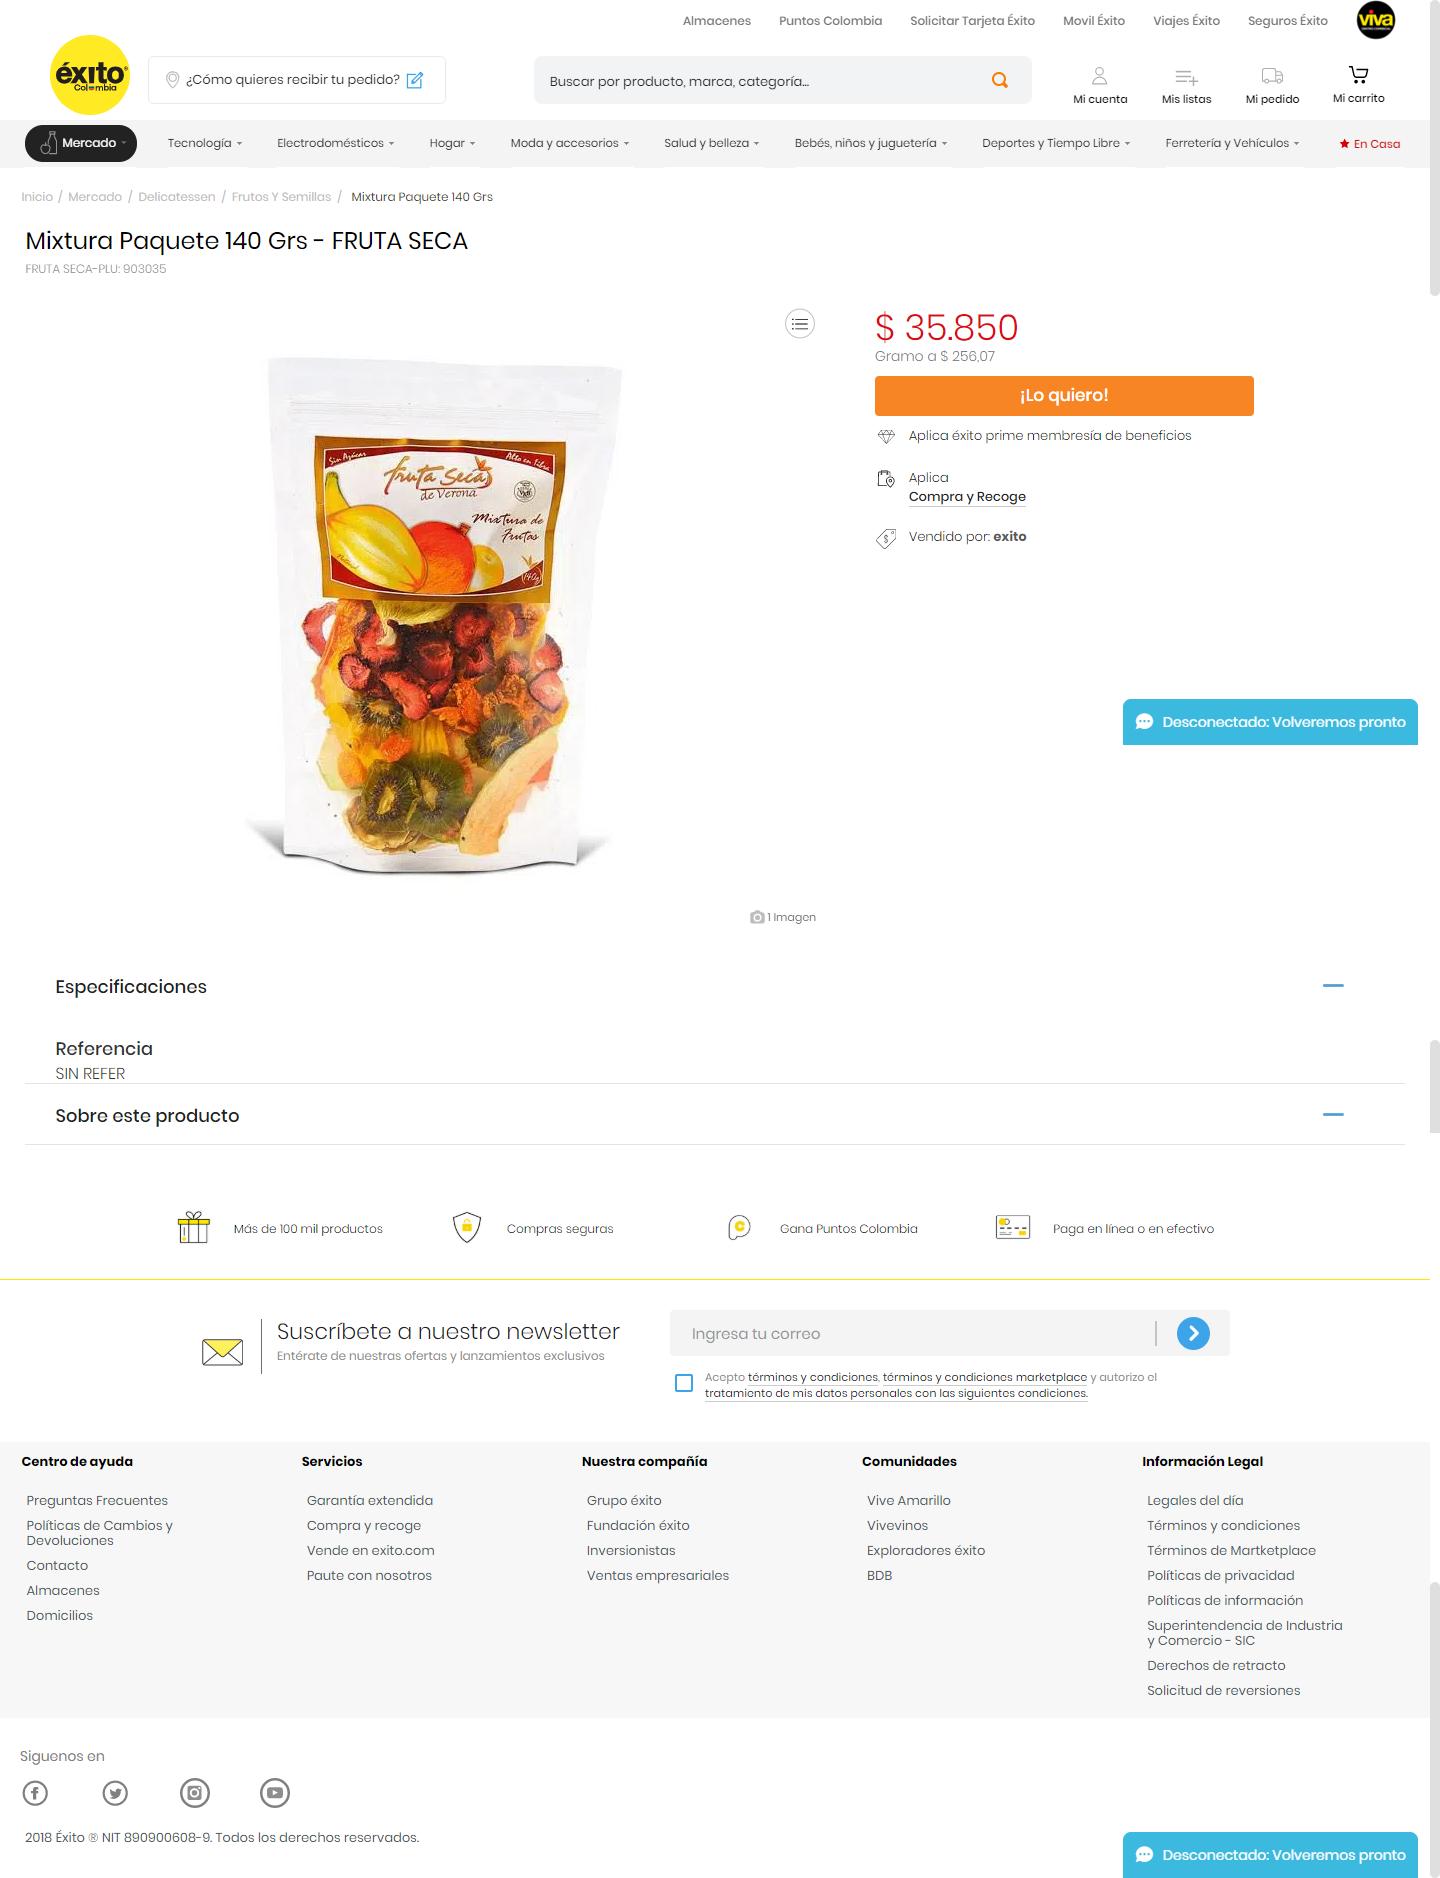 Almacenes Puntos Colombia Solicitar Tarjeta Éxito Movil Éxito Viajes Éxito Seguros Éxito viva
éxito
Colombia
¿Cómo quieres recibir tu pedido?
Buscar por producto, marca, categoría...
Mi cuenta Mis listas Mi pedido Mi carrito
Mercado Tecnología Electrodomésticos Hogar Moda y accesorios Salud y belleza Bebés, niños y juguetería Deportes y Tiempo Libre Ferretería y Vehículos En Casa
Inicio / Mercado / Delicatessen / Frutos Y Semillas / Mixtura Paquete 140 Grs
Mixtura Paquete 140 Grs - FRUTA SECA
FRUTA SECA-PLU: 903035
Sin Azúcar
Alto en Fibra
fruta Seca
de Verona
Mixtura de
Frutas
Natural
140g
$ 35.850
Gramo a $ 256,07
¡Lo quiero!
Aplica éxito prime membresía de beneficios
Aplica
Compra y Recoge
Vendido por: exito
Desconectado: Volveremos pronto
1 Imagen
Especificaciones
Referencia
SIN REFER
Sobre este producto
Más de 100 mil productos Compras seguras Gana Puntos Colombia Paga en línea o en efectivo
Suscríbete a nuestro newsletter
Entérate de nuestras ofertas y lanzamientos exclusivos
Ingresa tu correo
Acepto términos y condiciones, términos y condiciones marketplace y autorizo el
tratamiento de mis datos personales con las siguientes condiciones.
Centro de ayuda
Preguntas Frecuentes
Políticas de Cambios y
Devoluciones
Contacto
Almacenes
Domicilios
Servicios
Garantía extendida
Compra y recoge
Vende en exito.com
Paute con nosotros
Nuestra compañía
Grupo éxito
Fundación éxito
Inversionistas
Ventas empresariales
Comunidades
Vive Amarillo
Vivevinos
Exploradores éxito
BDB
Información Legal
Legales del día
Términos y condiciones
Términos de Martketplace
Políticas de privacidad
Políticas de información
Superintendencia de Industria
y Comercio - SIC
Derechos de retracto
Solicitud de reversiones
Siguenos en
2018 Éxito ® NIT 890900608-9. Todos los derechos reservados.
Desconectado: Volveremos pronto